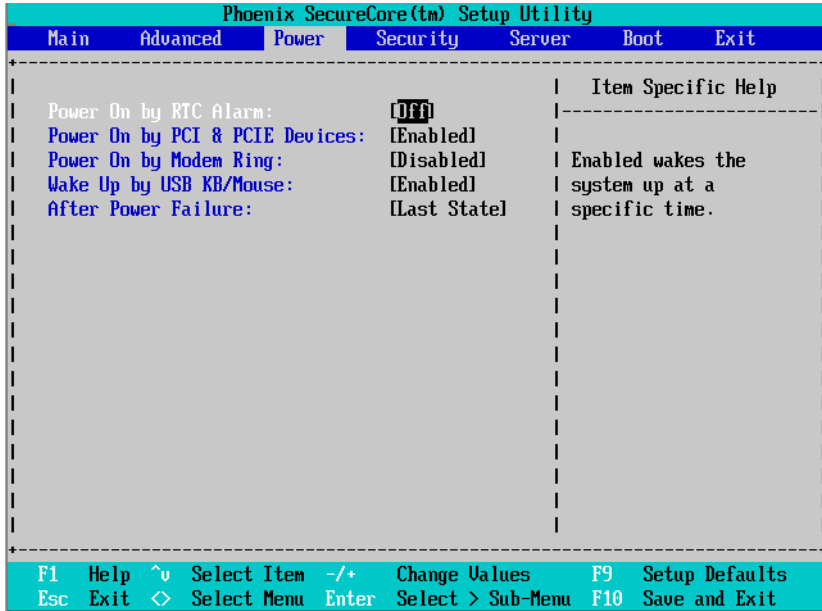 Phoenix SecureCore(tm) Setup Utility
Main Advanced Power Security Server Boot Exit
Item Specific Help
Power On by RTC Alarm: [Off]
Power On by PCI & PCIE Devices: [Enabled]
Power On by Modem Ring: [Disabled] Enabled wakes the
Wake Up by USB KB/Mouse: [Enabled] system up at a
After Power Failure: [Last State] specific time.
F1 Help ^v Select Item -/+ Change Values F9 Setup Defaults
Esc Exit <> Select Menu Enter Select > Sub-Menu F10 Save and Exit